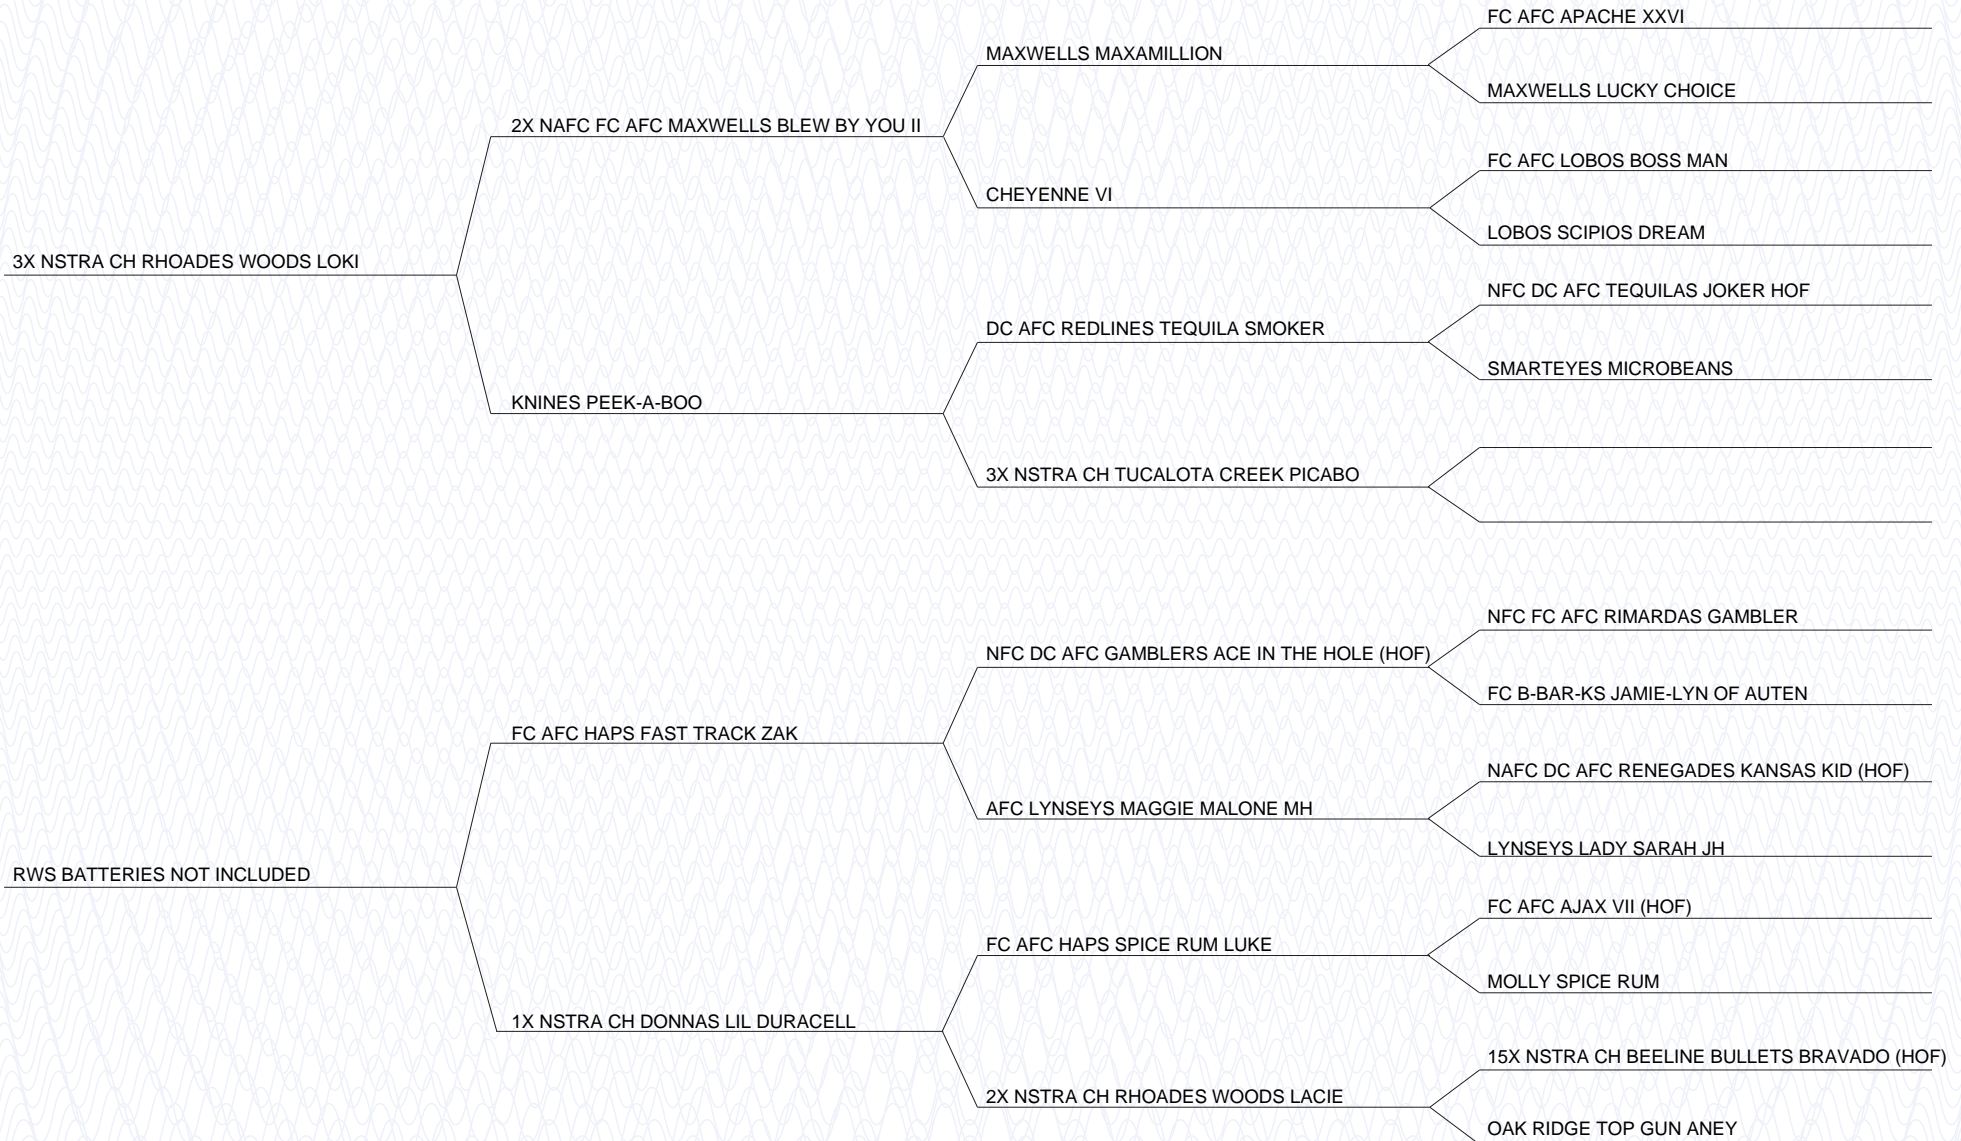 FC AFC APACHE XXVI
MAXWELLS MAXAMILLION
MAXWELLS LUCKY CHOICE
2X NAFC FC AFC MAXWELLS BLEW BY YOU II
FC AFC LOBOS BOSS MAN
CHEYENNE VI
LOBOS SCIPIOS DREAM
3X NSTRA CH RHOADES WOODS LOKI
NFC DC AFC TEQUILAS JOKER HOF
DC AFC REDLINES TEQUILA SMOKER
SMARTEYES MICROBEANS
KNINES PEEK-A-BOO
3X NSTRA CH TUCALOTA CREEK PICABO
NFC FC AFC RIMARDAS GAMBLER
NFC DC AFC GAMBLERS ACE IN THE HOLE (HOF)
FC B-BAR-KS JAMIE-LYN OF AUTEN
FC AFC HAPS FAST TRACK ZAK
NAFC DC AFC RENEGADES KANSAS KID (HOF)
AFC LYNSEYS MAGGIE MALONE MH
LYNSEYS LADY SARAH JH
RWS BATTERIES NOT INCLUDED
FC AFC AJAX VII (HOF)
FC AFC HAPS SPICE RUM LUKE
MOLLY SPICE RUM
1X NSTRA CH DONNAS LIL DURACELL
15X NSTRA CH BEELINE BULLETS BRAVADO (HOF)
2X NSTRA CH RHOADES WOODS LACIE
OAK RIDGE TOP GUN ANEY